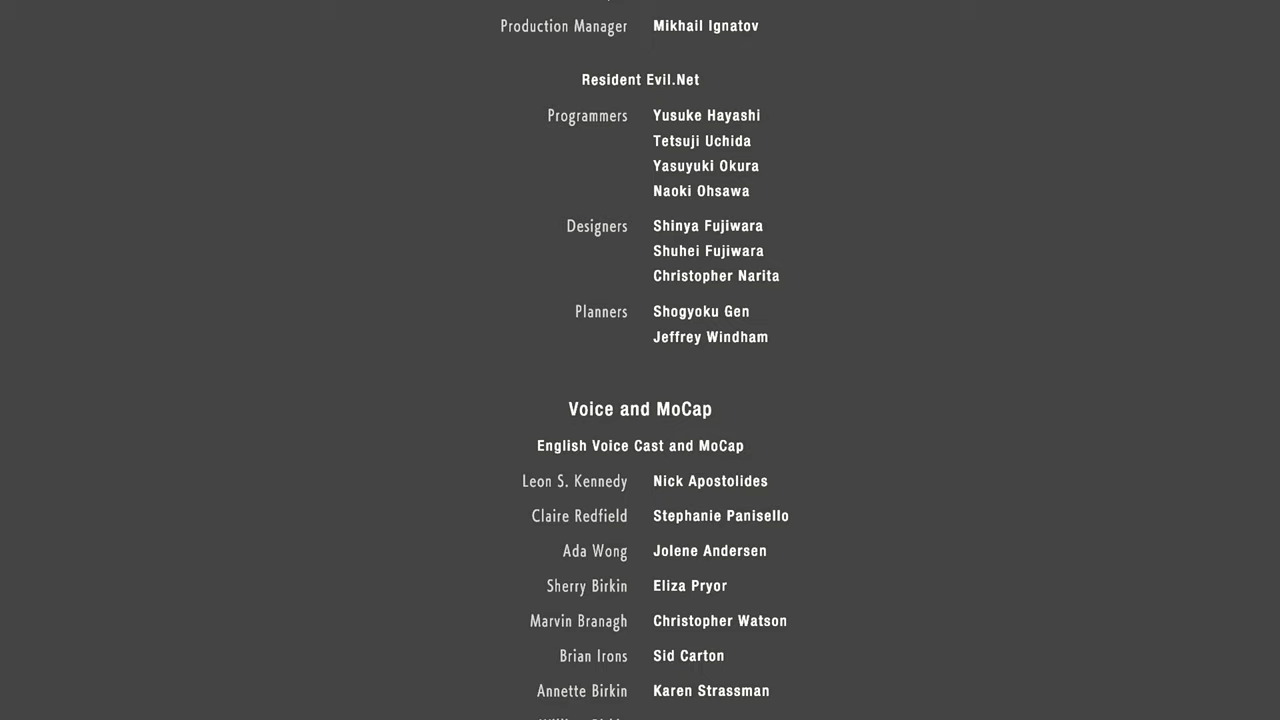 Production Manager Mikhail Ignatov
Resident Evil.Net
Programmers Yusuke Hayashi
Tetsuji Uchida
Yasuyuki Okura
Naoki Ohsawa
Designers Shinya Fujiwara
Shuhei Fujiwara
Christopher Narita
Planners Shogyoku Gen
Jeffrey Windham
Voice and MoCap
English Voice Cast and MoCap
Leon S. Kennedy Nick Apostolides
Claire Redfield Stephanie Panisello
Ada Wong Jolene Andersen
Sherry Birkin Eliza Pryor
Marvin Branagh Christopher Watson
Brian Irons Sid Carton
Annette Birkin Karen Strassman